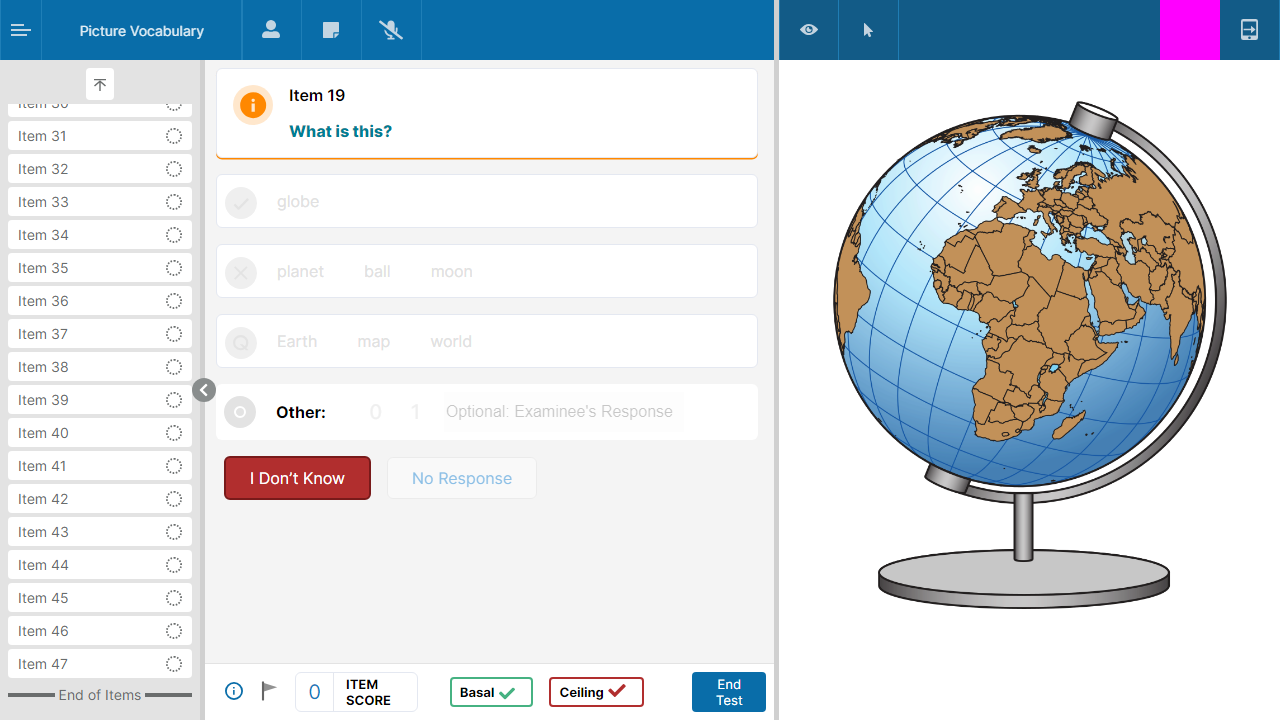 Picture Vocabulary
Item 30
Item 31
Item 32
Item 33
Item 34
Item 35
Item 36
Item 37
Item 38
Item 39
Item 40
Item 41
Item 42
Item 43
Item 44
Item 45
Item 46
Item 47
End of Items
Item 19
What is this?
globe
planet ball moon
Earth map world
Other: 0 1 Optional: Examinee's Response
I Don't Know No Response
0 ITEM SCORE
Basal
Ceiling
End Test